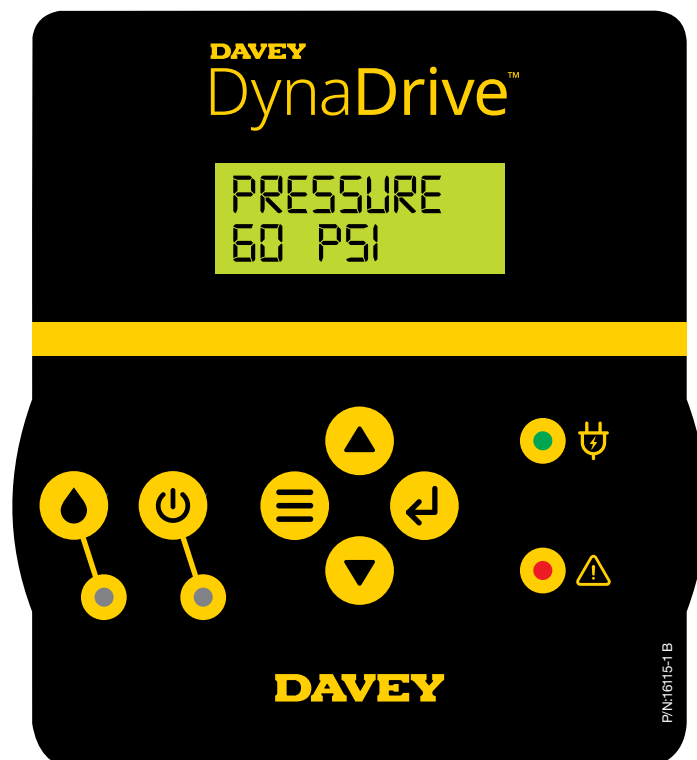 DAVEY
DynaDrive™
PRESSURE
60 PSI
DAVEY
P/N:16115-1 B